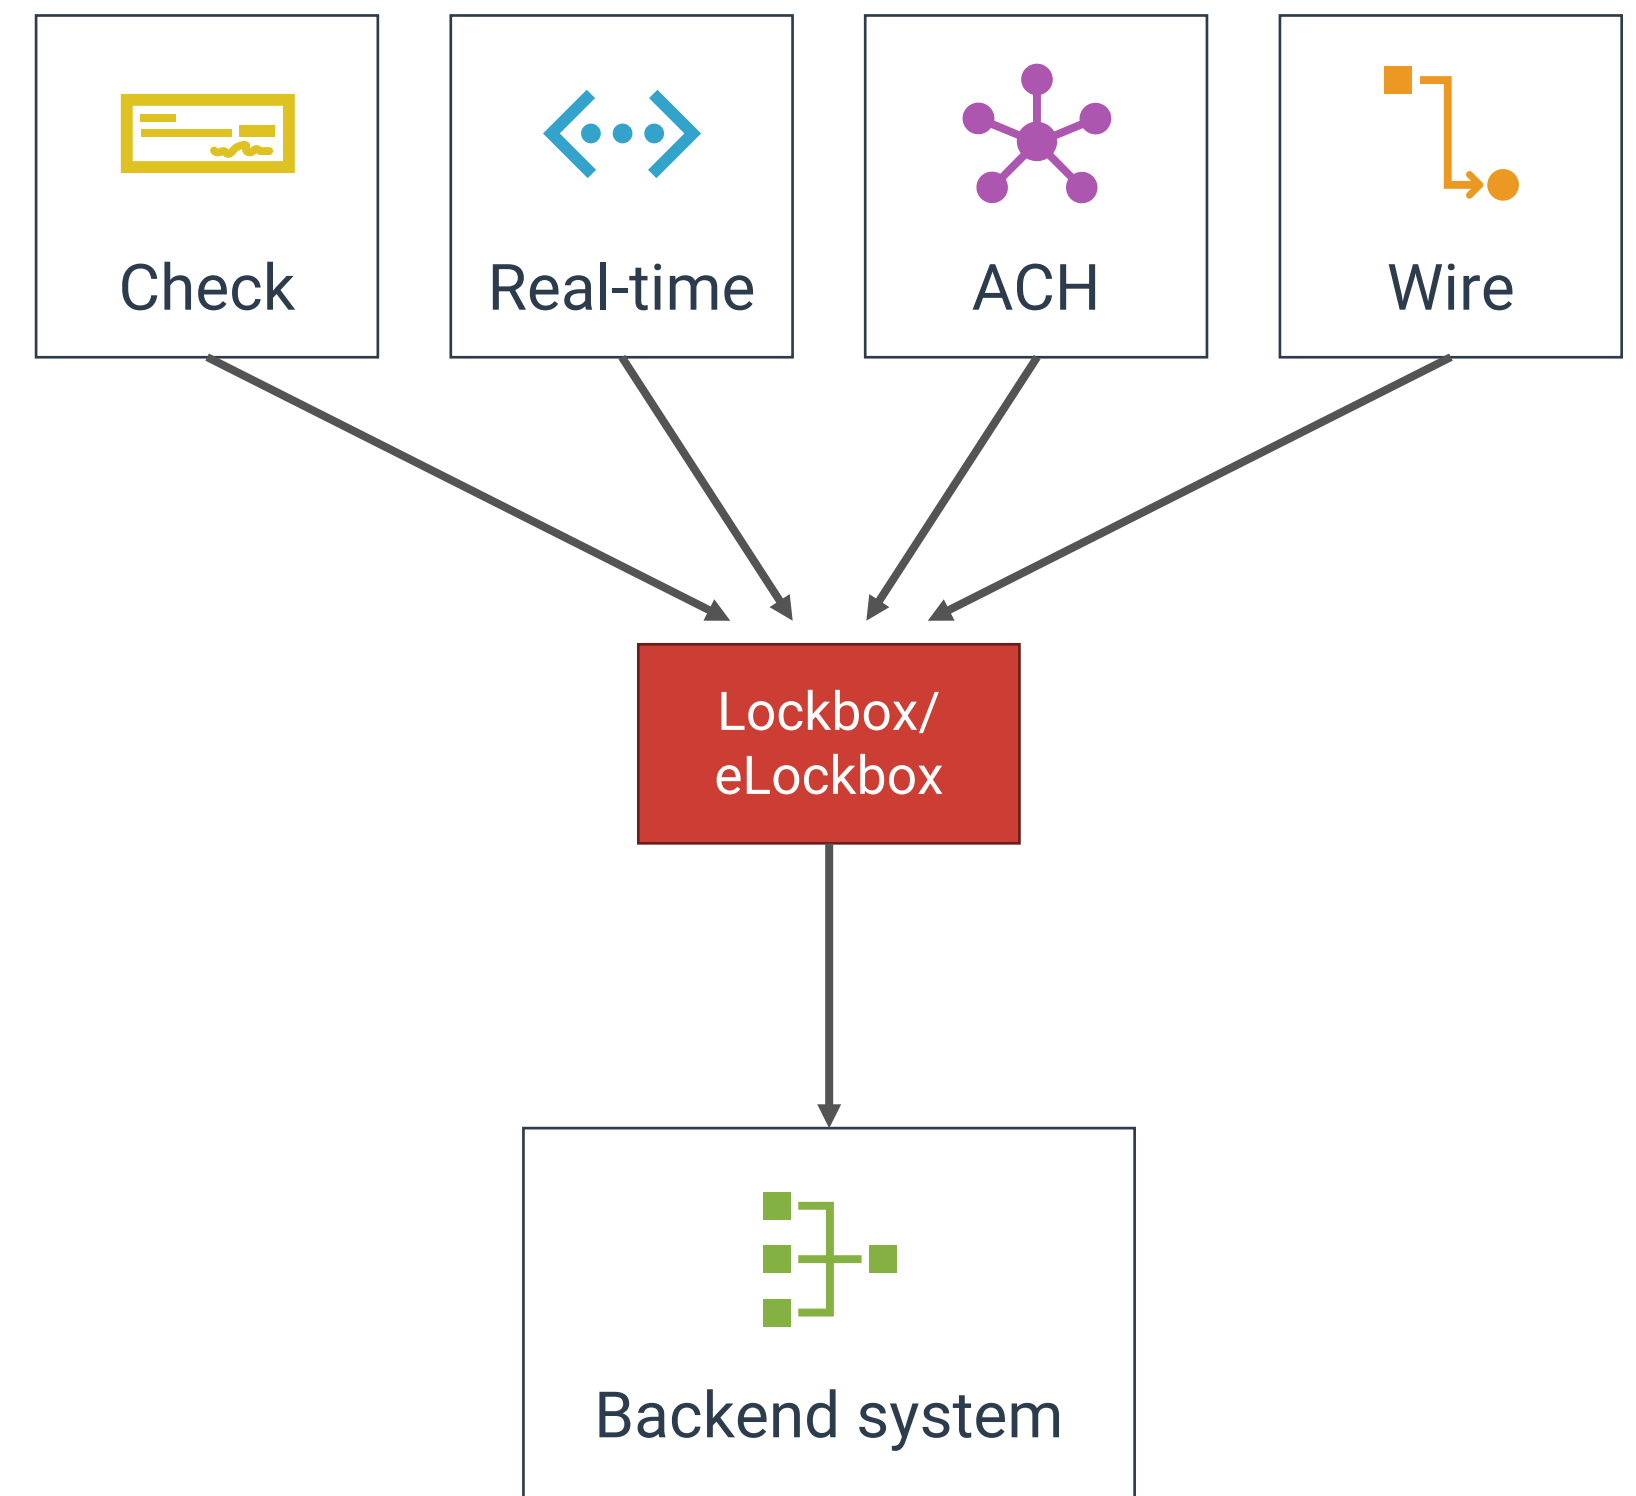 Check
Real-time
ACH
Wire
Lockbox/
eLockbox
Backend system